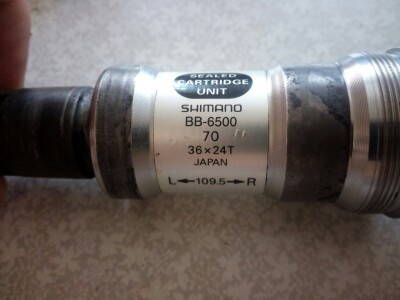 SEALED
CARTRIDGE
UNIT
SHIMANO
BB-6500
70
36×24T
JAPAN
L←109.5→R